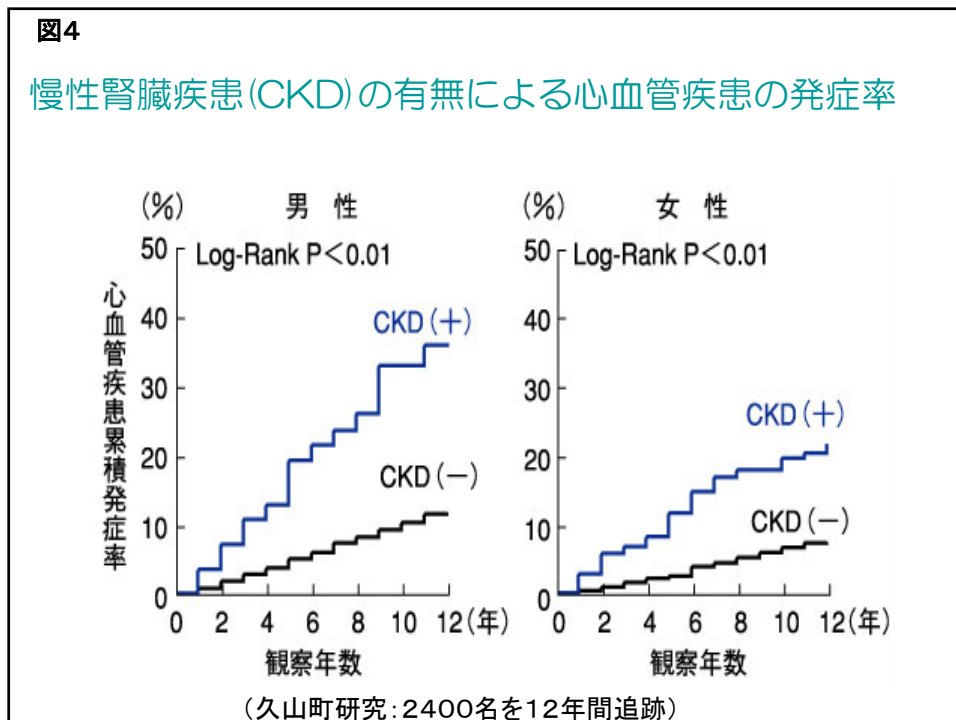 図4
慢性腎臓疾患(CKD)の有無による心血管疾患の発症率
(%) 男 性
Log-Rank P<0.01
心血管疾患累積発症率
50
40
30
20
10
0
CKD(+)
CKD(−)
0 2 4 6 8 10 12(年)
観察年数
(%) 女 性
Log-Rank P<0.01
50
40
30
20
10
0
CKD(+)
CKD(−)
0 2 4 6 8 10 12(年)
観察年数
(久山町研究:2400名を12年間追跡)